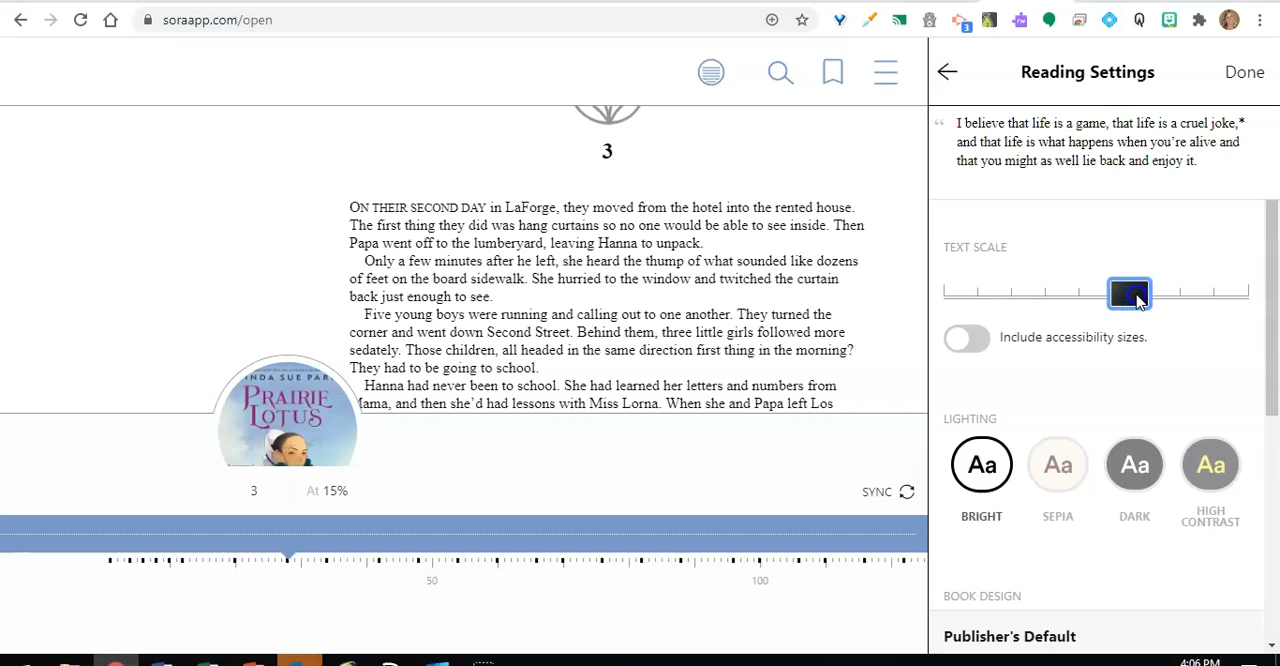 soraapp.com/open
3
Reading Settings
Done
“ I believe that life is a game, that life is a cruel joke,*
and that life is what happens when you’re alive and
that you might as well lie back and enjoy it.
3
ON THEIR SECOND DAY in LaForge, they moved from the hotel into the rented house.
The first thing they did was hang curtains so no one would be able to see inside. Then
Papa went off to the lumberyard, leaving Hanna to unpack.
Only a few minutes after he left, she heard the thump of what sounded like dozens
of feet on the board sidewalk. She hurried to the window and twitched the curtain
back just enough to see.
Five young boys were running and calling out to one another. They turned the
corner and went down Second Street. Behind them, three little girls followed more
sedately. Those children, all headed in the same direction first thing in the morning?
They had to be going to school.
Hanna had never been to school. She had learned her letters and numbers from
Mama, and then she’d had lessons with Miss Lorna. When she and Papa left Los
NDA SUE PAR
PRAIRIE
LOTUS
3 At 15%
SYNC
50 100
TEXT SCALE
Include accessibility sizes.
LIGHTING
Aa Aa Aa Aa
BRIGHT SEPIA DARK HIGH
CONTRAST
BOOK DESIGN
Publisher's Default
4:06 PM